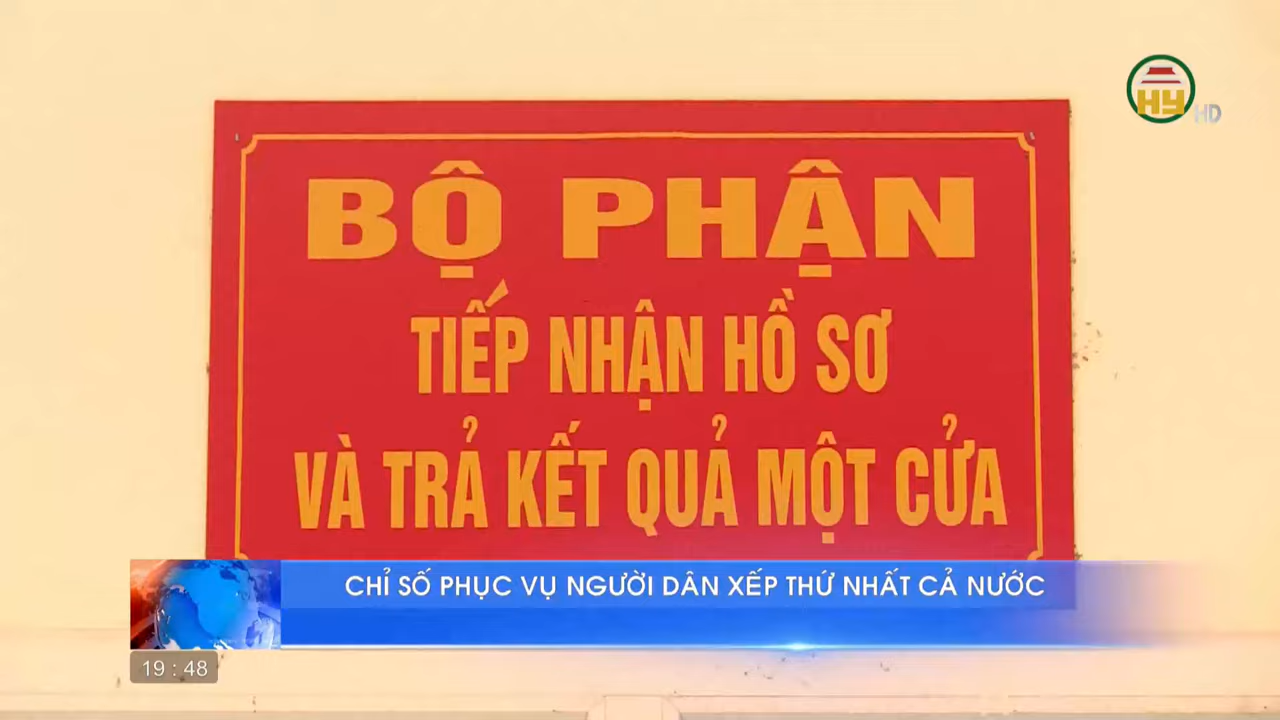 HY HD
BỘ PHẬN
TIẾP NHẬN HỒ SƠ
VÀ TRẢ KẾT QUẢ MỘT CỬA
CHỈ SỐ PHỤC VỤ NGƯỜI DÂN XẾP THỨ NHẤT CẢ NƯỚC
19 : 48